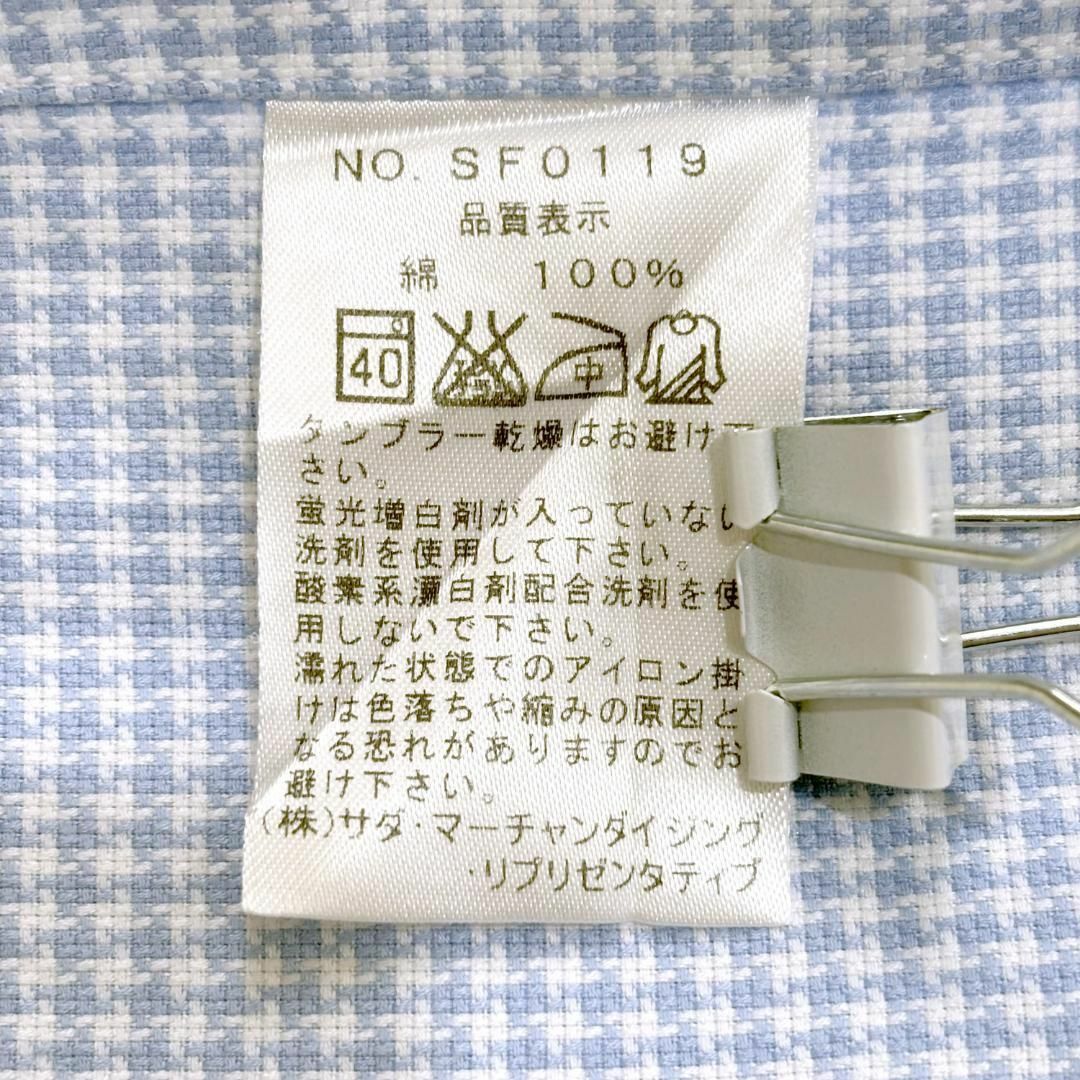 NO. SF0119
品質表示
綿 100%
40 中
タンブラー乾燥はお避け下
さい。
蛍光増白剤が入っていない
洗剤を使用して下さい。
酸素系漂白剤配合洗剤を使
用しないで下さい。
濡れた状態でのアイロン掛
けは色落ちや縮みの原因と
なる恐れがありますのでお
避け下さい。
(株)サダ・マーチャンダイジング
・リプリゼンタティブ